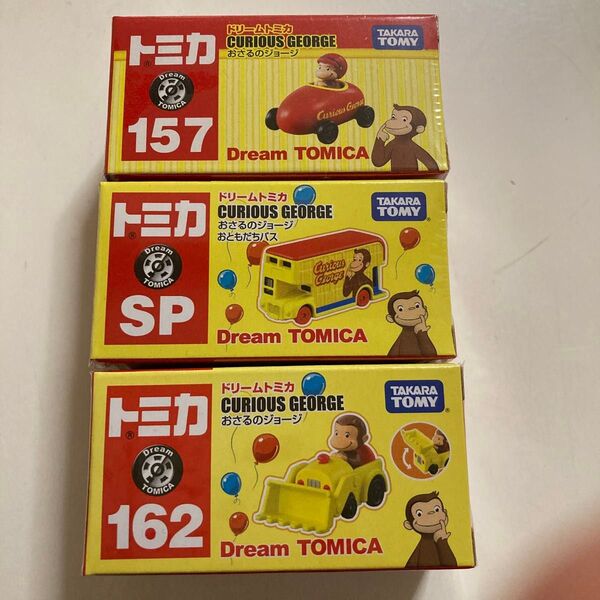 トミカ
®
Dream
TOMICA
157
ドリームトミカ
CURIOUS GEORGE
おさるのジョージ
TAKARA
TOMY
Curious George
Dream TOMICA
トミカ
®
Dream
TOMICA
SP
ドリームトミカ
CURIOUS GEORGE
おさるのジョージ
おともだちバス
TAKARA
TOMY
Curious
George
Dream TOMICA
トミカ
®
Dream
TOMICA
162
ドリームトミカ
CURIOUS GEORGE
おさるのジョージ
TAKARA
TOMY
Dream TOMICA